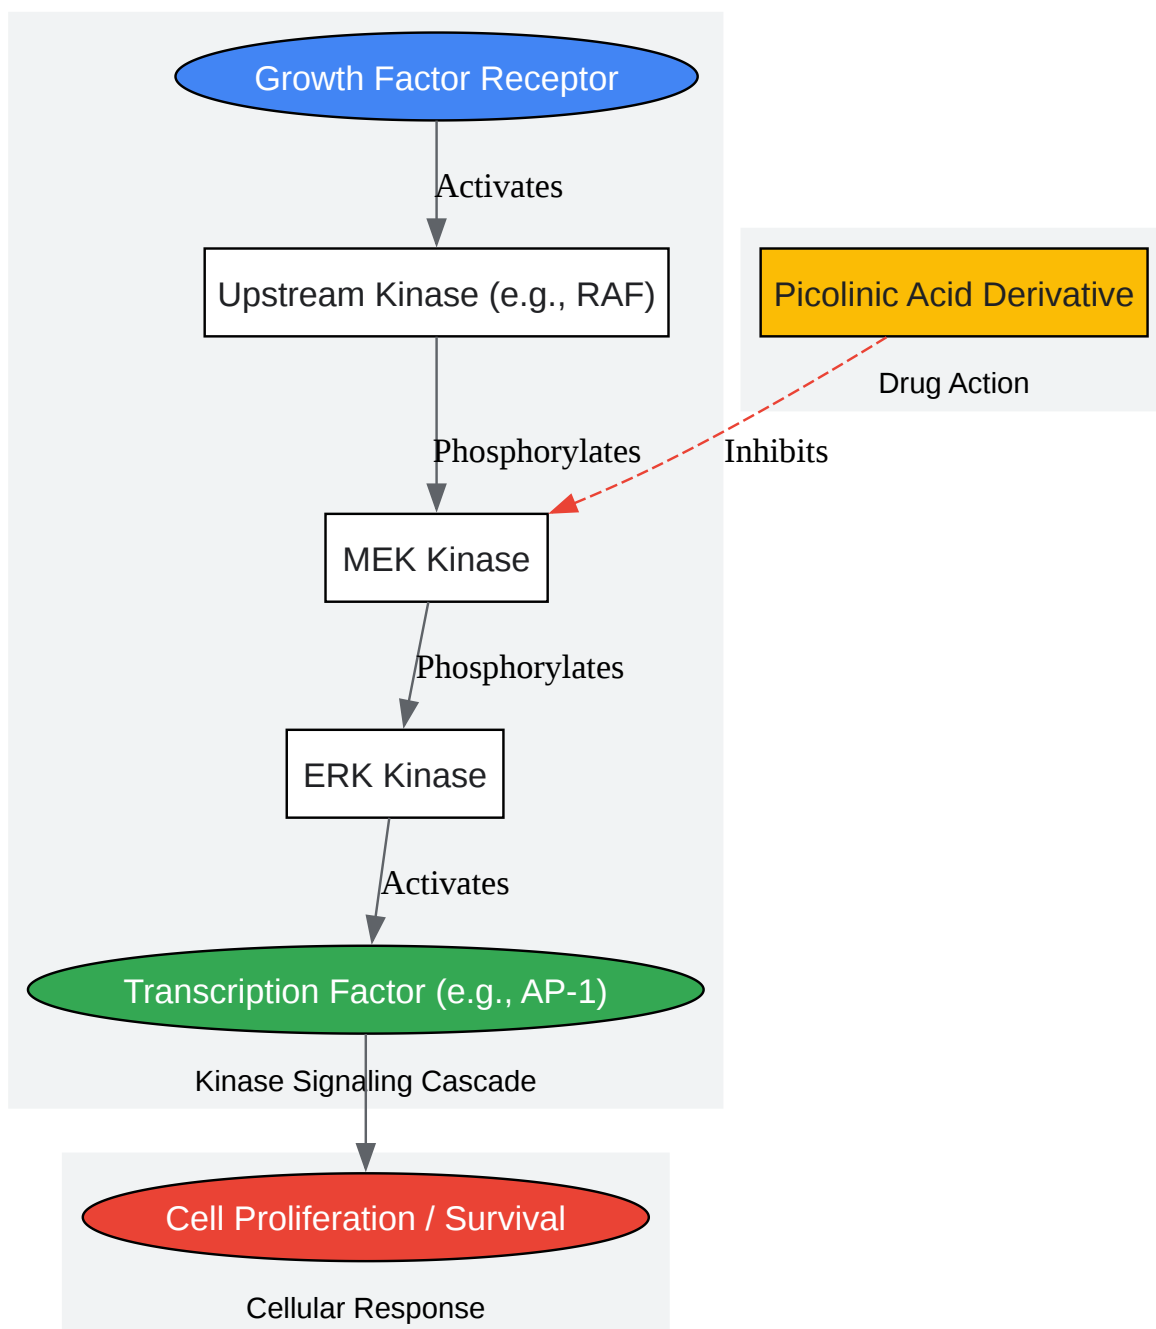 Growth Factor Receptor
Activates
Upstream Kinase (e.g., RAF)
Picolinic Acid Derivative
Drug Action
Phosphorylates
Inhibits
MEK Kinase
Phosphorylates
ERK Kinase
Activates
Transcription Factor (e.g., AP-1)
Kinase Signaling Cascade
Cell Proliferation / Survival
Cellular Response